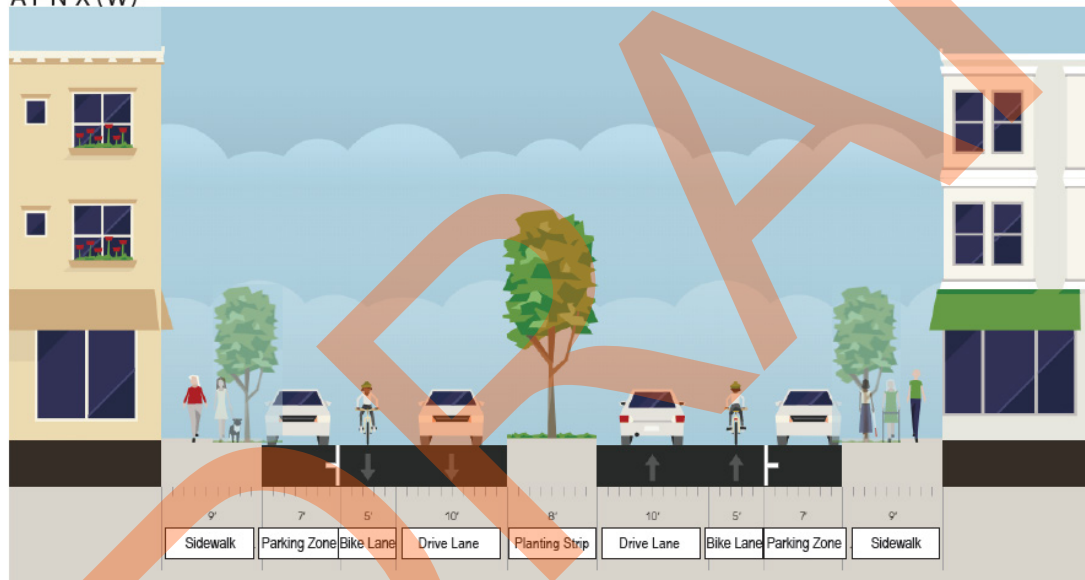 9' 7' 5' 10' 8' 10' 5' 7' 9'
Sidewalk Parking Zone Bike Lane Drive Lane Planting Strip Drive Lane Bike Lane Parking Zone Sidewalk